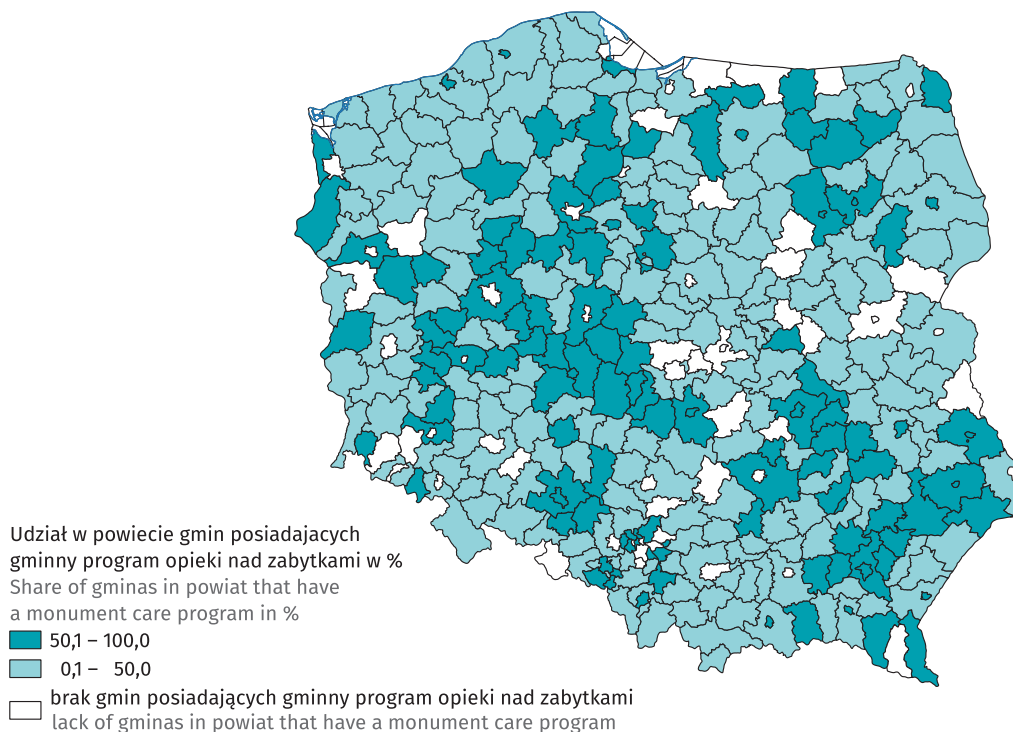 Udział w powiecie gmin posiadajacych
gminny program opieki nad zabytkami w %
Share of gminas in powiat that have
a monument care program in %
50,1 – 100,0
0,1 – 50,0
brak gmin posiadających gminny program opieki nad zabytkami
lack of gminas in powiat that have a monument care program